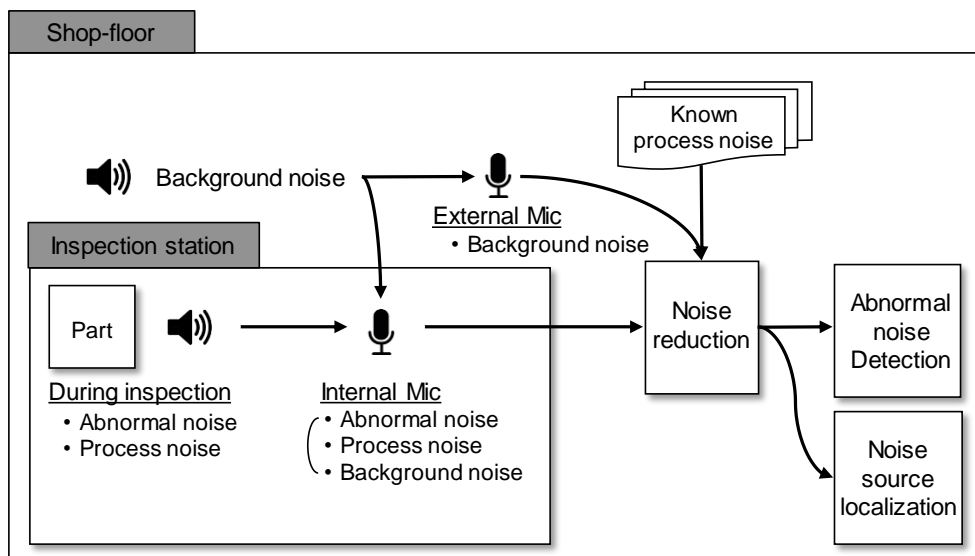 Shop-floor
Known
process noise
Background noise
External Mic
• Background noise
Inspection station
Part
During inspection
• Abnormal noise
• Process noise
Internal Mic
• Abnormal noise
• Process noise
• Background noise
Noise
reduction
Abnormal
noise
Detection
Noise
source
localization